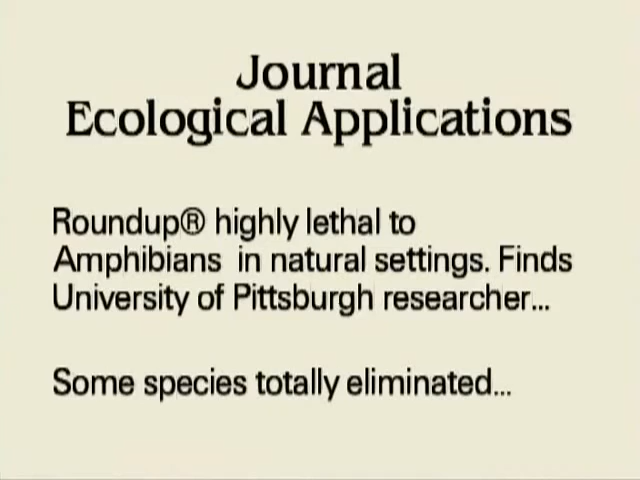 Journal
Ecological Applications
Roundup® highly lethal to
Amphibians in natural settings. Finds
University of Pittsburgh researcher...
Some species totally eliminated...